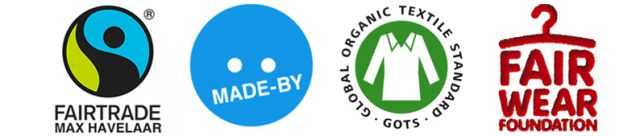 ®
FAIRTRADE
MAX HAVELAAR
MADE-BY
GLOBAL ORGANIC TEXTILE STANDARD
· GOTS ·
FAIR
WEAR
FOUNDATION